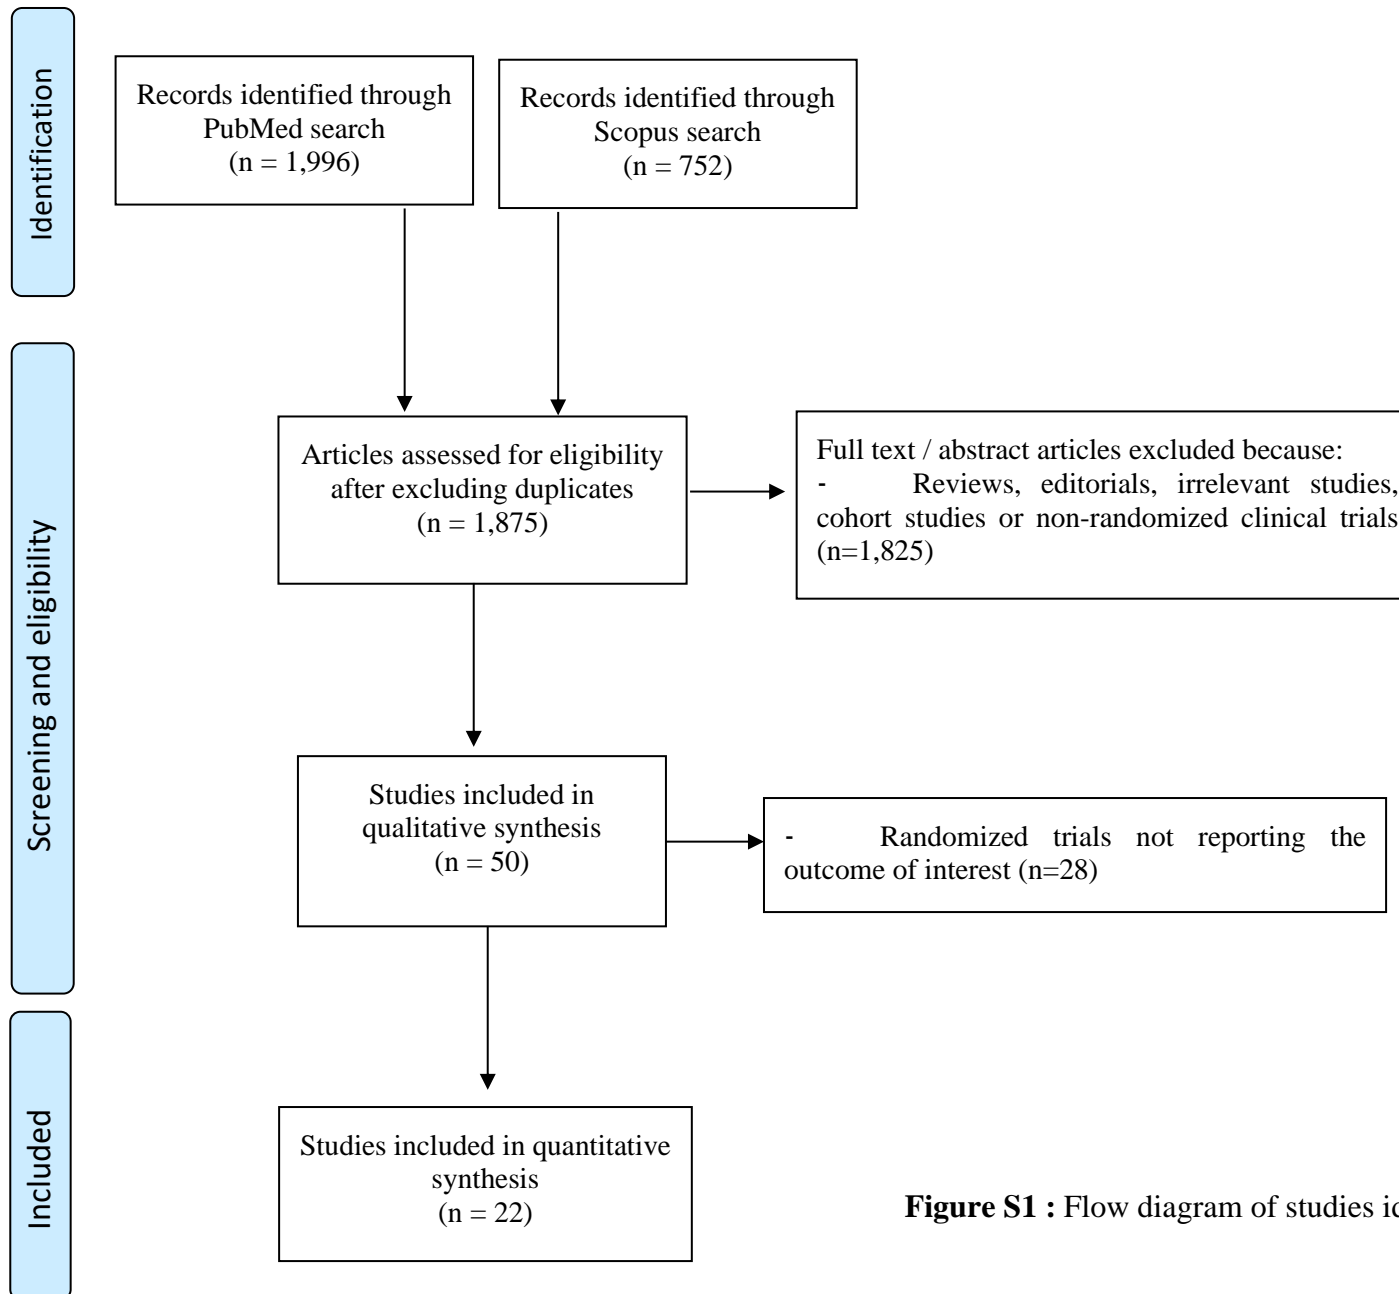 Identification
Records identified through
PubMed search
(n = 1,996)
Records identified through
Scopus search
(n = 752)
Screening and eligibility
Articles assessed for eligibility
after excluding duplicates
(n = 1,875)
Full text / abstract articles excluded because:
- Reviews, editorials, irrelevant studies,
cohort studies or non-randomized clinical trials
(n=1,825)
Studies included in
qualitative synthesis
(n = 50)
- Randomized trials not reporting the
outcome of interest (n=28)
Included
Studies included in quantitative
synthesis
(n = 22)
Figure S1 : Flow diagram of studies